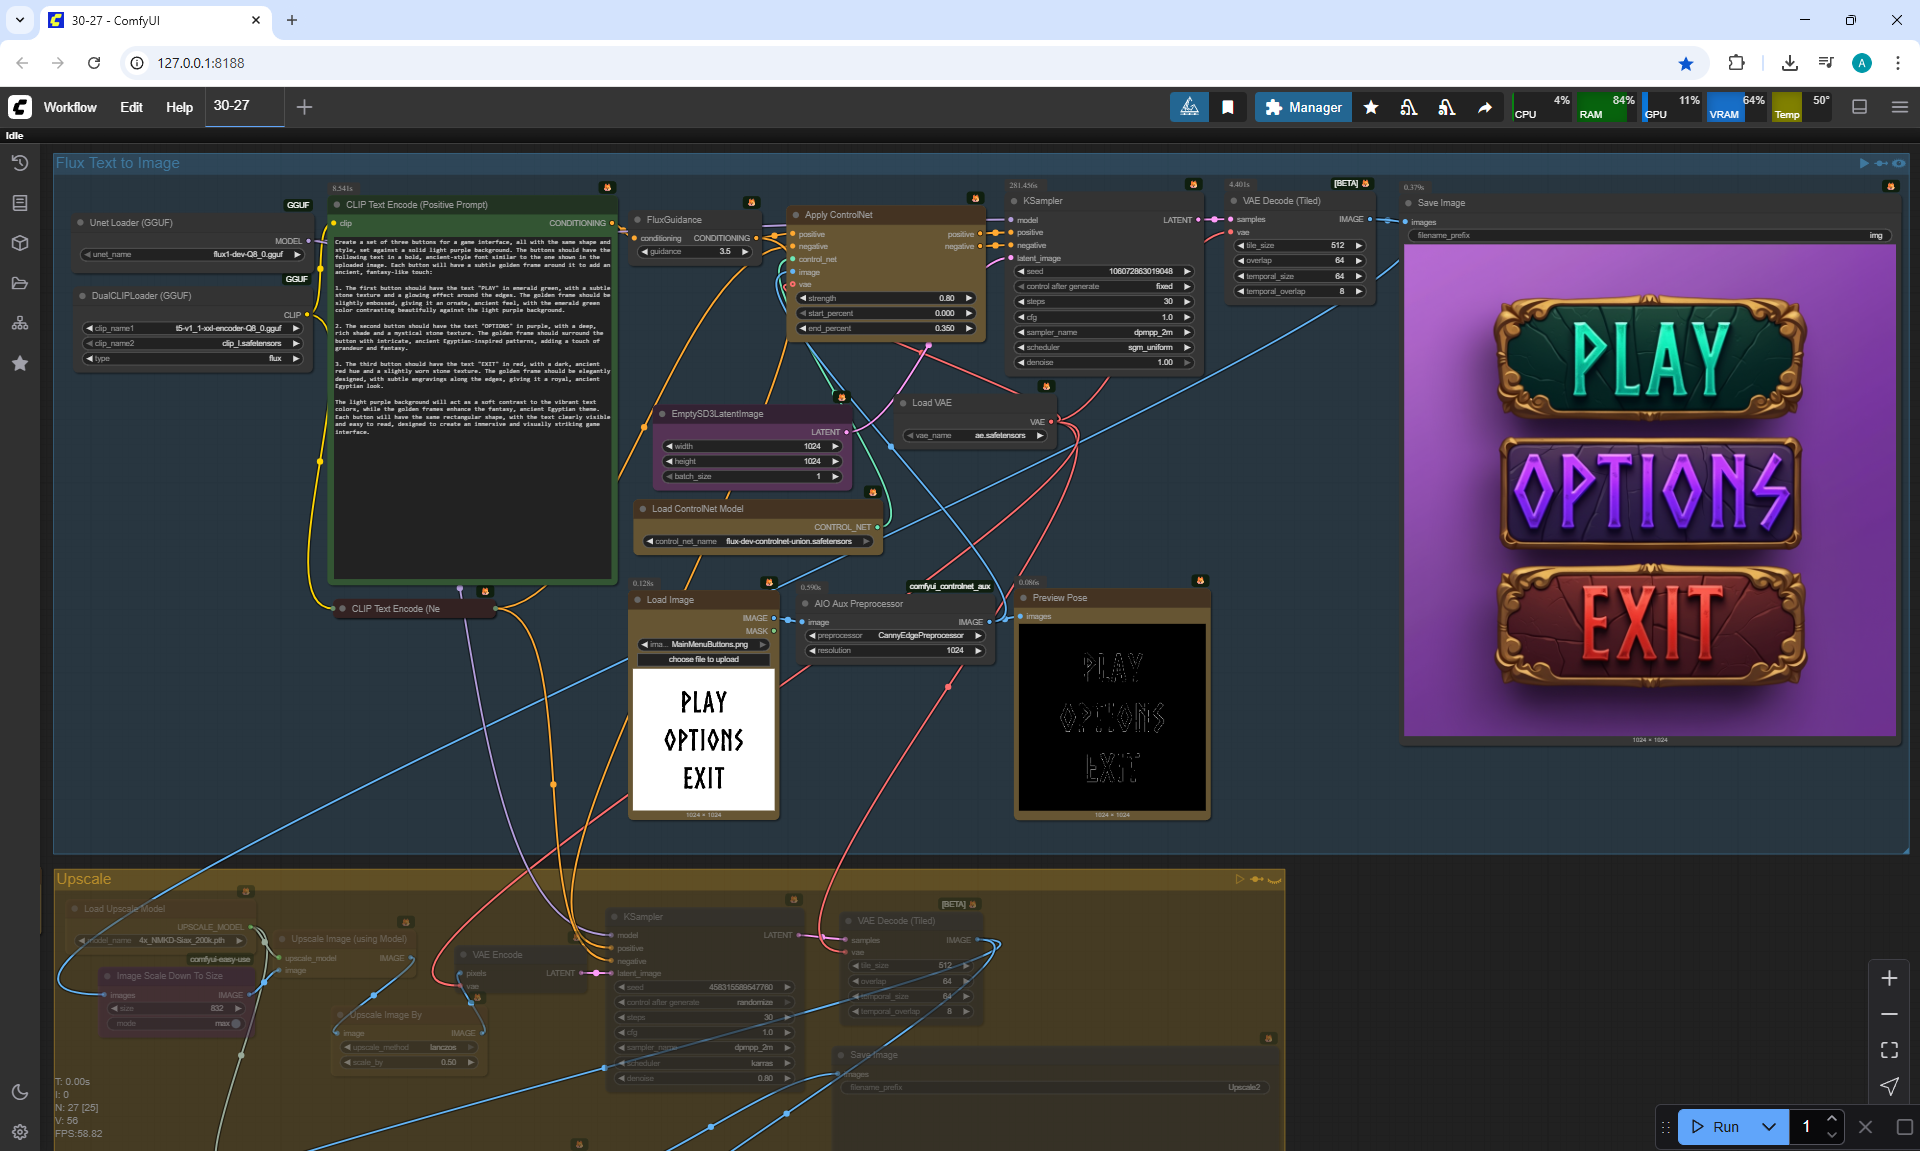 30-27 - ComfyUI
127.0.0.1:8188
A
Workflow
Edit
Help
30-27
Manager
4%
CPU
84%
RAM
11%
GPU
64%
VRAM
50°
Temp
Idle
Flux Text to Image
GGUF
Unet Loader (GGUF)
MODEL
unet_name
flux1-dev-Q8_0.gguf
GGUF
DualCLIPLoader (GGUF)
CLIP
clip_name1
t5-v1_1-xxl-encoder-Q8_0.gguf
clip_name2
clip_l.safetensors
type
flux
8.541s
CLIP Text Encode (Positive Prompt)
clip
CONDITIONING
Create a set of three buttons for a game interface, all with the same shape and
style, set against a solid light purple background. The buttons should have the
following text in a bold, ancient-style font similar to the one shown in the
uploaded image. Each button will have a subtle golden frame around it to add an
ancient, fantasy-like touch:
1. The first button should have the text "PLAY" in emerald green, with a subtle
stone texture and a glowing effect around the edges. The golden frame should be
slightly embossed, giving it an ornate, ancient feel, with the emerald green
color contrasting beautifully against the light purple background.
2. The second button should have the text "OPTIONS" in purple, with a deep,
rich shade and a mystical stone texture. The golden frame should surround the
button with intricate, ancient Egyptian-inspired patterns, adding a touch of
grandeur and fantasy.
3. The third button should have the text "EXIT" in red, with a dark, ancient
red hue and a slightly worn stone texture. The golden frame should be elegantly
designed, with subtle engravings along the edges, giving it a royal, ancient
Egyptian look.
The light purple background will act as a soft contrast to the vibrant text
colors, while the golden frames enhance the fantasy, ancient Egyptian theme.
Each button will have the same rectangular shape, with the text clearly visible
and easy to read, designed to create an immersive and visually striking game
interface.
CLIP Text Encode (Ne
FluxGuidance
conditioning
CONDITIONING
guidance
3.5
Apply ControlNet
positive
positive
negative
negative
control_net
image
vae
strength
0.80
start_percent
0.000
end_percent
0.350
281.456s
KSampler
model
LATENT
positive
negative
latent_image
seed
106072863019048
control after generate
fixed
steps
30
cfg
1.0
sampler_name
dpmpp_2m
scheduler
sgm_uniform
denoise
1.00
4.401s
[BETA]
VAE Decode (Tiled)
samples
IMAGE
vae
tile_size
512
overlap
64
temporal_size
64
temporal_overlap
8
0.379s
Save Image
images
filename_prefix
img
PLAY
OPTIONS
EXIT
1024 × 1024
EmptySD3LatentImage
LATENT
width
1024
height
1024
batch_size
1
Load VAE
VAE
vae_name
ae.safetensors
Load ControlNet Model
CONTROL_NET
control_net_name
flux-dev-controlnet-union.safetensors
0.128s
Load Image
IMAGE
MASK
ima...
MainMenuButtons.png
choose file to upload
PLAY
OPTIONS
EXIT
1024 × 1024
0.590s
comfyui_controlnet_aux
AIO Aux Preprocessor
image
IMAGE
preprocessor
CannyEdgePreprocessor
resolution
1024
0.086s
Preview Pose
images
PLAY
OPTIONS
EXIT
1024 × 1024
Upscale
Load Upscale Model
UPSCALE_MODEL
model_name
4x_NMKD-Siax_200k.pth
comfyui-easy-use
Image Scale Down To Size
images
IMAGE
size
832
mode
max
Upscale Image (using Model)
upscale_model
IMAGE
image
Upscale Image By
image
IMAGE
upscale_method
lanczos
scale_by
0.50
VAE Encode
pixels
LATENT
vae
KSampler
model
LATENT
positive
negative
latent_image
seed
458315589547760
control after generate
randomize
steps
30
cfg
1.0
sampler_name
dpmpp_2m
scheduler
karras
denoise
0.80
[BETA]
VAE Decode (Tiled)
samples
IMAGE
vae
tile_size
512
overlap
64
temporal_size
64
temporal_overlap
8
Save Image
images
filename_prefix
Upscale2
T: 0.00s
I: 0
N: 27 [25]
V: 56
FPS:58.82
Run
1